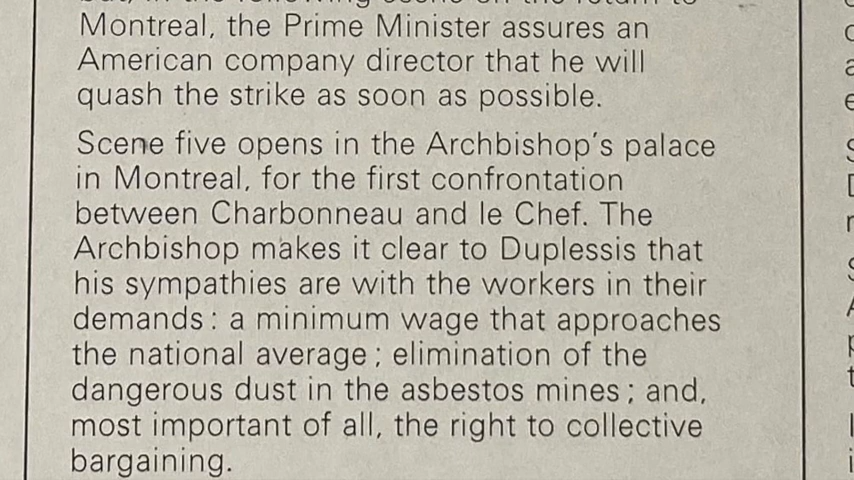 Montreal, the Prime Minister assures an
American company director that he will
quash the strike as soon as possible.
Scene five opens in the Archbishop's palace
in Montreal, for the first confrontation
between Charbonneau and le Chef. The
Archbishop makes it clear to Duplessis that
his sympathies are with the workers in their
demands : a minimum wage that approaches
the national average ; elimination of the
dangerous dust in the asbestos mines ; and,
most important of all, the right to collective
bargaining.